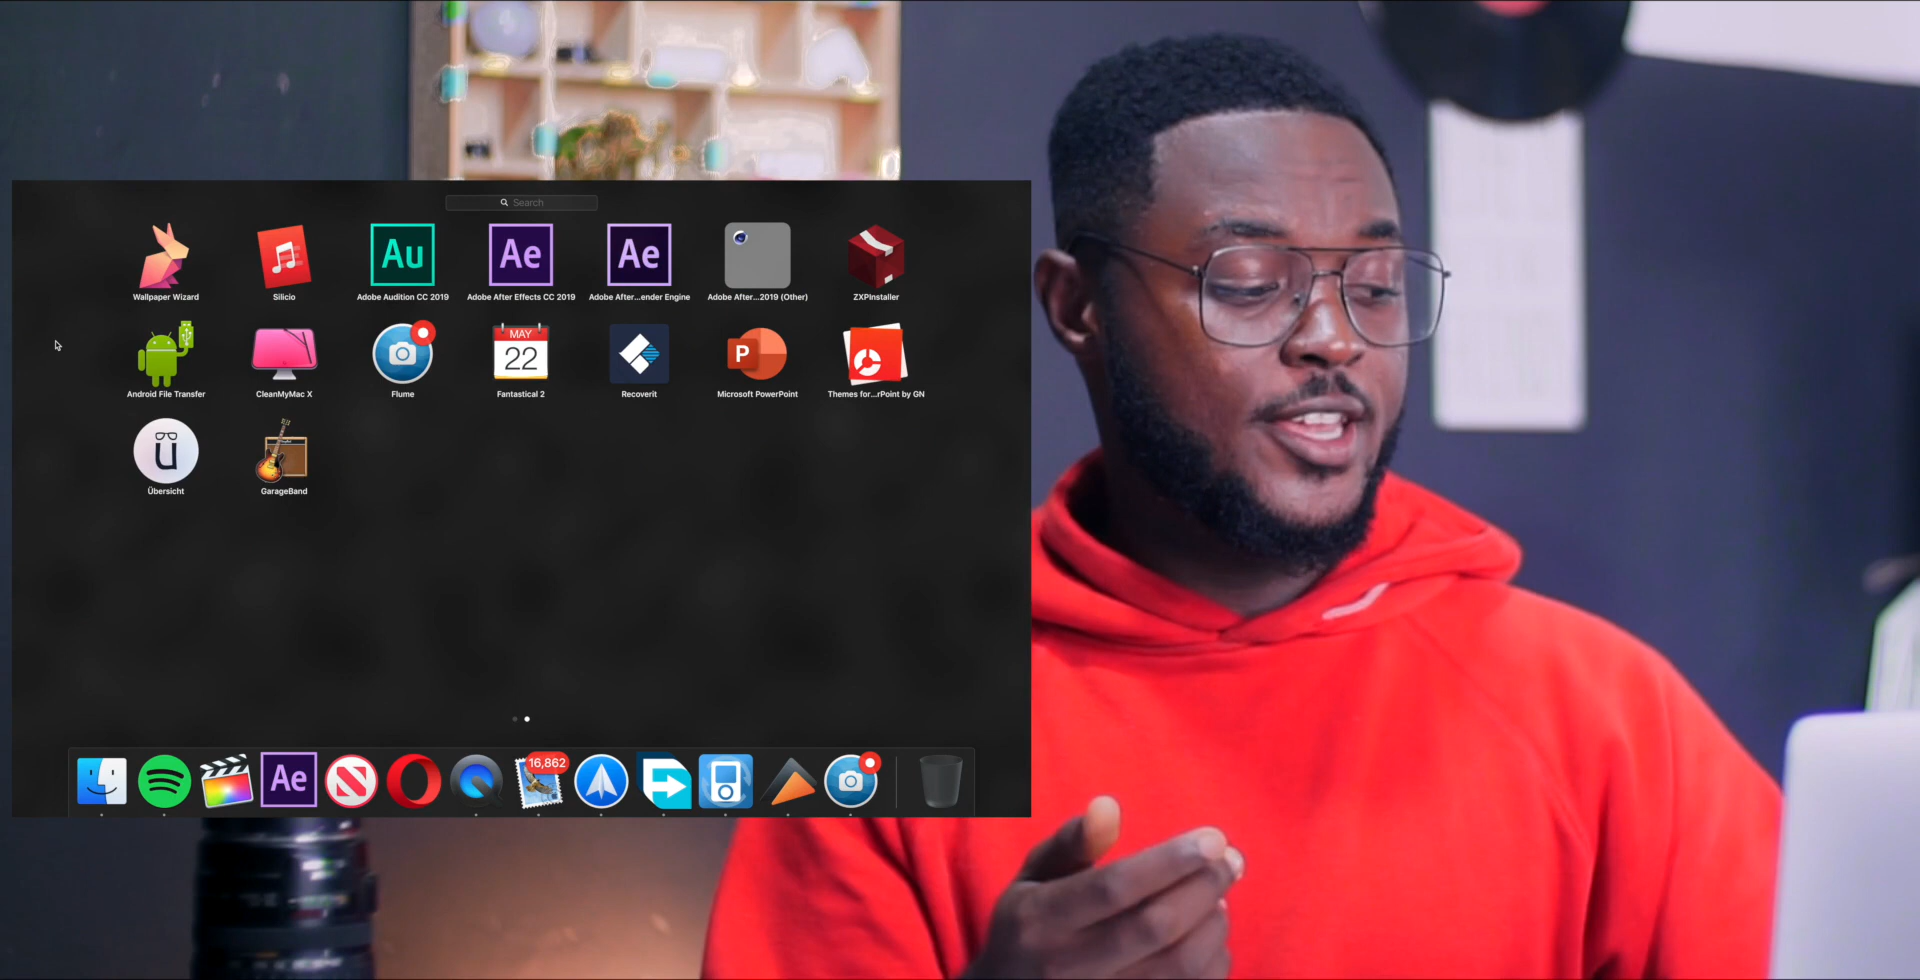 Search
Wallpaper Wizard
Silicio
Au
Adobe Audition CC 2019
Ae
Adobe After Effects CC 2019
Ae
Adobe After...ender Engine
Adobe After...2019 (Other)
ZXPInstaller
Android File Transfer
CleanMyMac X
Flume
MAY
22
Fantastical 2
Recoverit
P
Microsoft PowerPoint
Themes for...rPoint by GN
ü
Übersicht
GarageBand
Ae
16,862